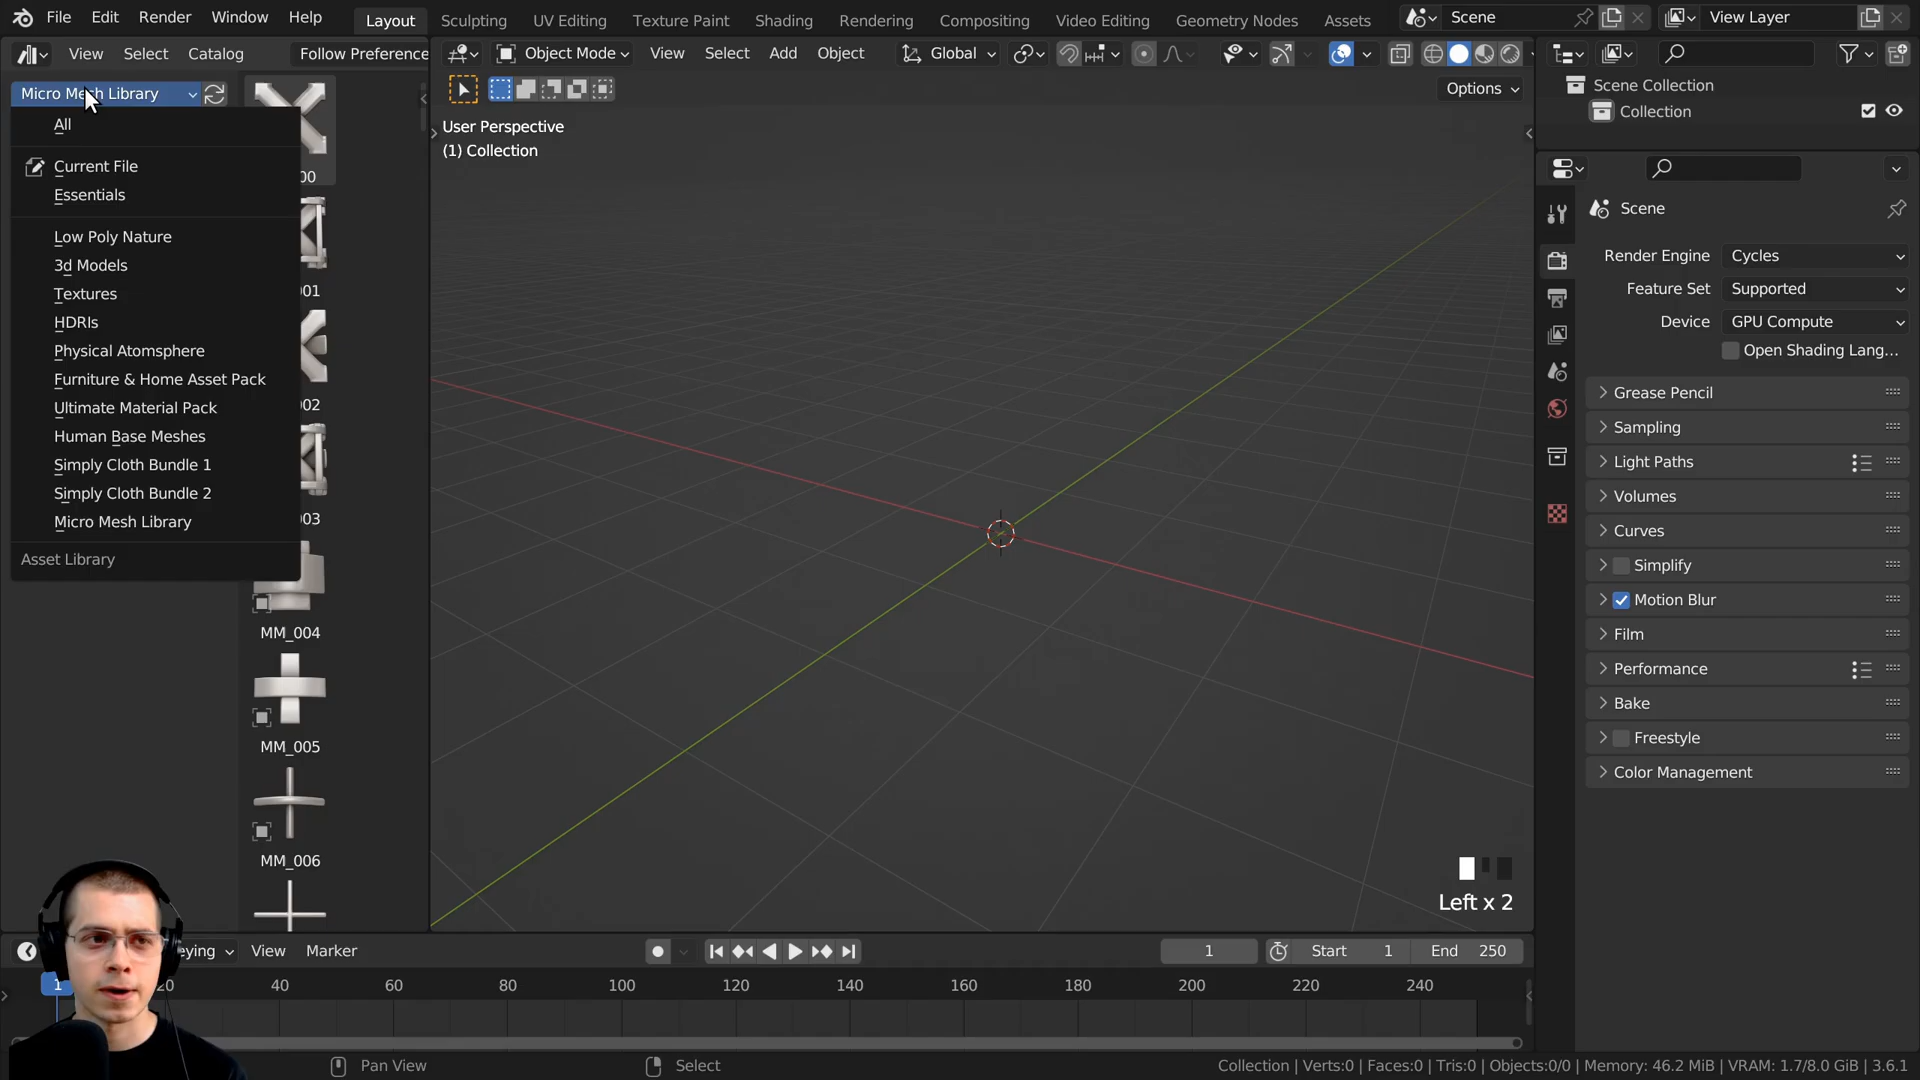 File Edit Render Window Help Layout Sculpting UV Editing Texture Paint Shading Rendering Compositing Video Editing Geometry Nodes Assets Scene View Layer
View Select Catalog Follow Preference Object Mode View Select Add Object Global
Options
Micro Mesh Library
All
Current File
Essentials
Low Poly Nature
3d Models
Textures
HDRIs
Physical Atomsphere
Furniture & Home Asset Pack
Ultimate Material Pack
Human Base Meshes
Simply Cloth Bundle 1
Simply Cloth Bundle 2
Micro Mesh Library
Asset Library
00
01
02
03
MM_004
MM_005
MM_006
User Perspective
(1) Collection
Left x 2
Scene Collection
Collection
Scene
Render Engine Cycles
Feature Set Supported
Device GPU Compute
Open Shading Lang...
Grease Pencil
Sampling
Light Paths
Volumes
Curves
Simplify
Motion Blur
Film
Performance
Bake
Freestyle
Color Management
eying View Marker 1 Start 1 End 250
1 20 40 60 80 100 120 140 160 180 200 220 240
Pan View Select Collection | Verts:0 | Faces:0 | Tris:0 | Objects:0/0 | Memory: 46.2 MiB | VRAM: 1.7/8.0 GiB | 3.6.1